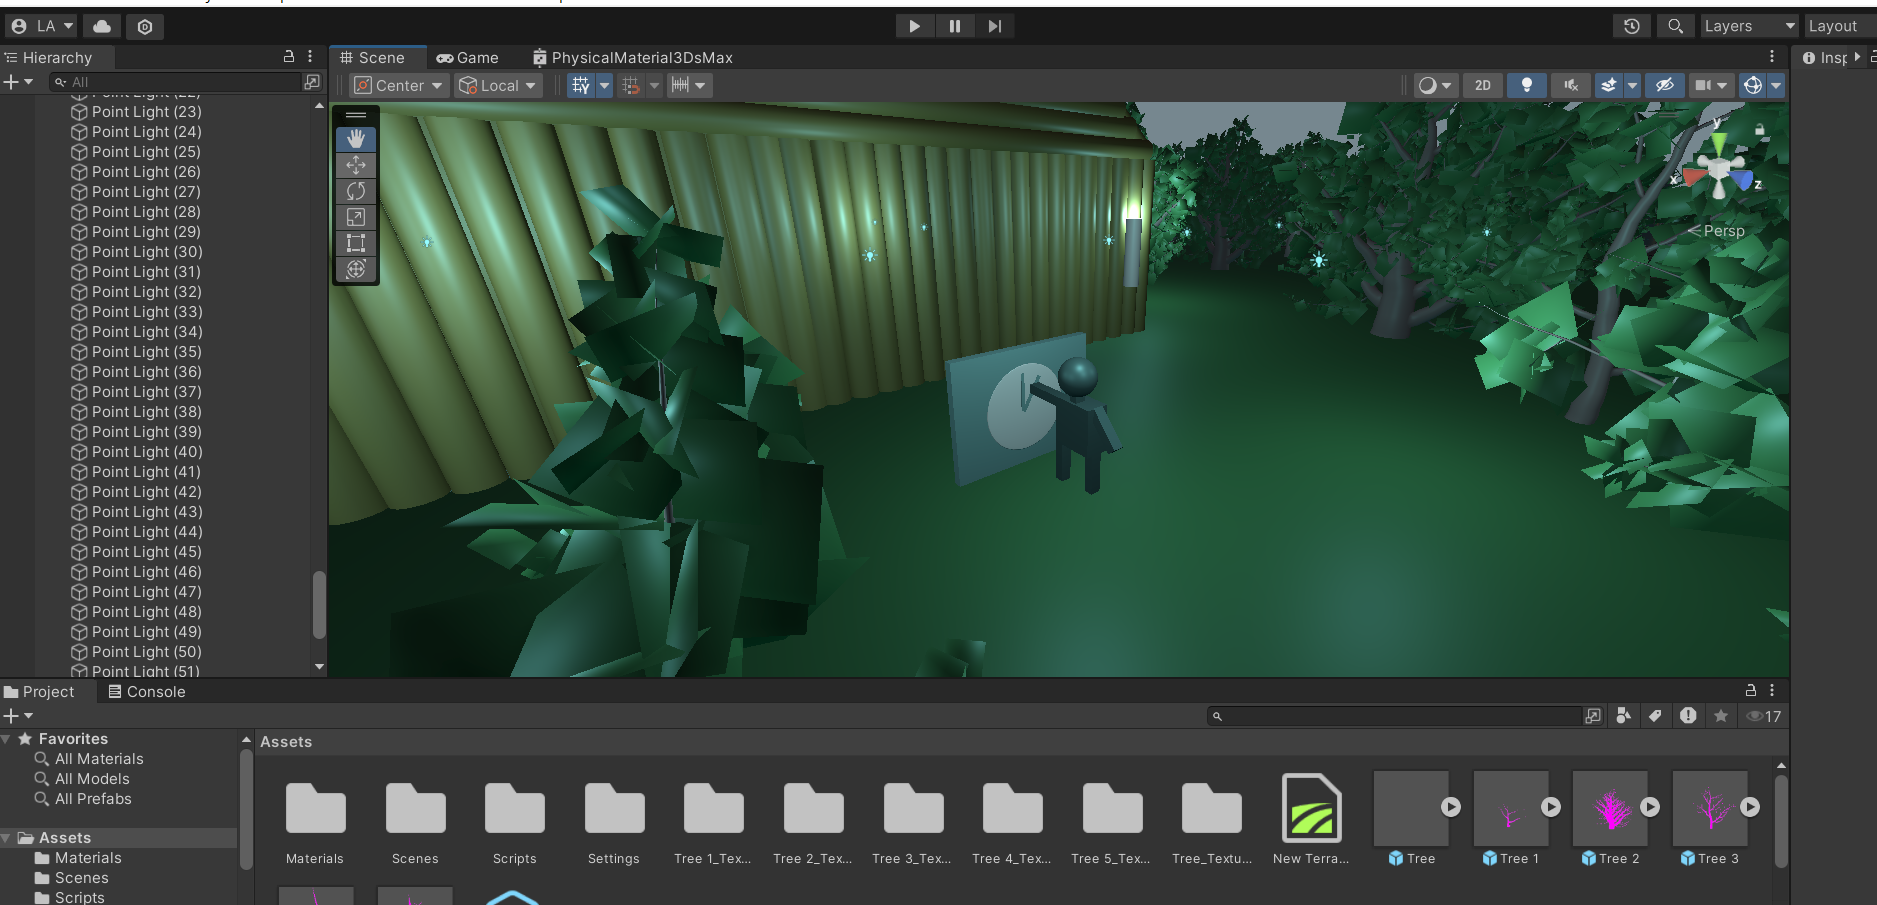 LA
Layers
Layout
Hierarchy
Scene
Game
PhysicalMaterial3DsMax
Insp
All
Center
Local
2D
Point Light (22)
Point Light (23)
Point Light (24)
Point Light (25)
Point Light (26)
Point Light (27)
Point Light (28)
Point Light (29)
Point Light (30)
Point Light (31)
Point Light (32)
Point Light (33)
Point Light (34)
Point Light (35)
Point Light (36)
Point Light (37)
Point Light (38)
Point Light (39)
Point Light (40)
Point Light (41)
Point Light (42)
Point Light (43)
Point Light (44)
Point Light (45)
Point Light (46)
Point Light (47)
Point Light (48)
Point Light (49)
Point Light (50)
Point Light (51)
y
x
z
Persp
Project
Console
17
Favorites
All Materials
All Models
All Prefabs
Assets
Materials
Scenes
Scripts
Assets
Materials
Scenes
Scripts
Settings
Tree 1_Tex...
Tree 2_Tex...
Tree 3_Tex...
Tree 4_Tex...
Tree 5_Tex...
Tree_Textu...
New Terra...
Tree
Tree 1
Tree 2
Tree 3